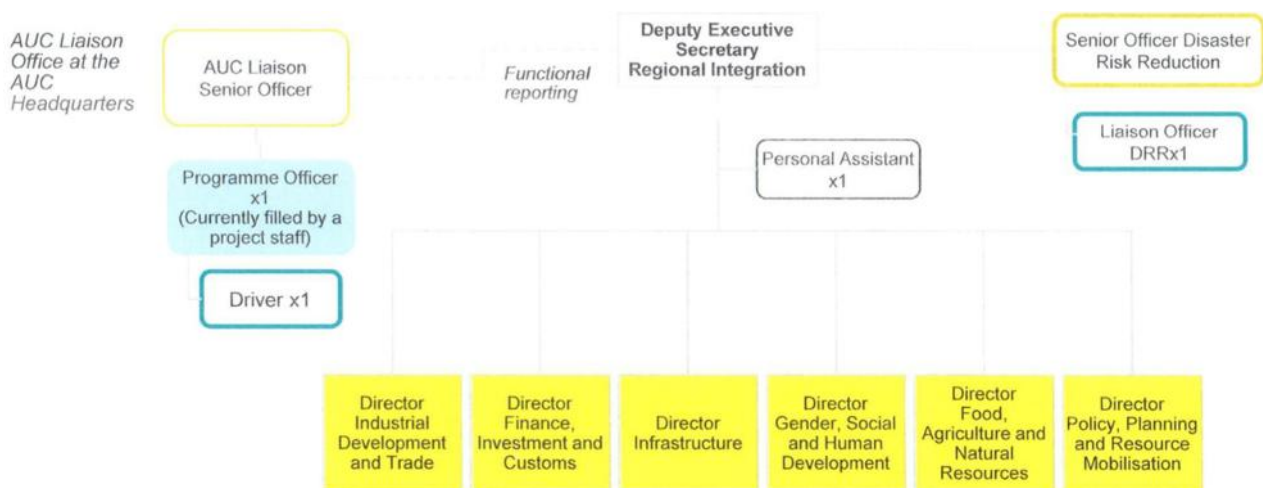 AUC Liaison
Office at the
AUC
Headquarters
AUC Liaison
Senior Officer
Functional
reporting
Deputy Executive
Secretary
Regional Integration
Senior Officer Disaster
Risk Reduction
Liaison Officer
DRRx1
Personal Assistant
x1
Programme Officer
x1
(Currently filled by a
project staff)
Driver x1
Director
Industrial
Development
and Trade
Director
Finance,
Investment and
Customs
Director
Infrastructure
Director
Gender, Social
and Human
Development
Director
Food,
Agriculture and
Natural
Resources
Director
Policy, Planning
and Resource
Mobilisation